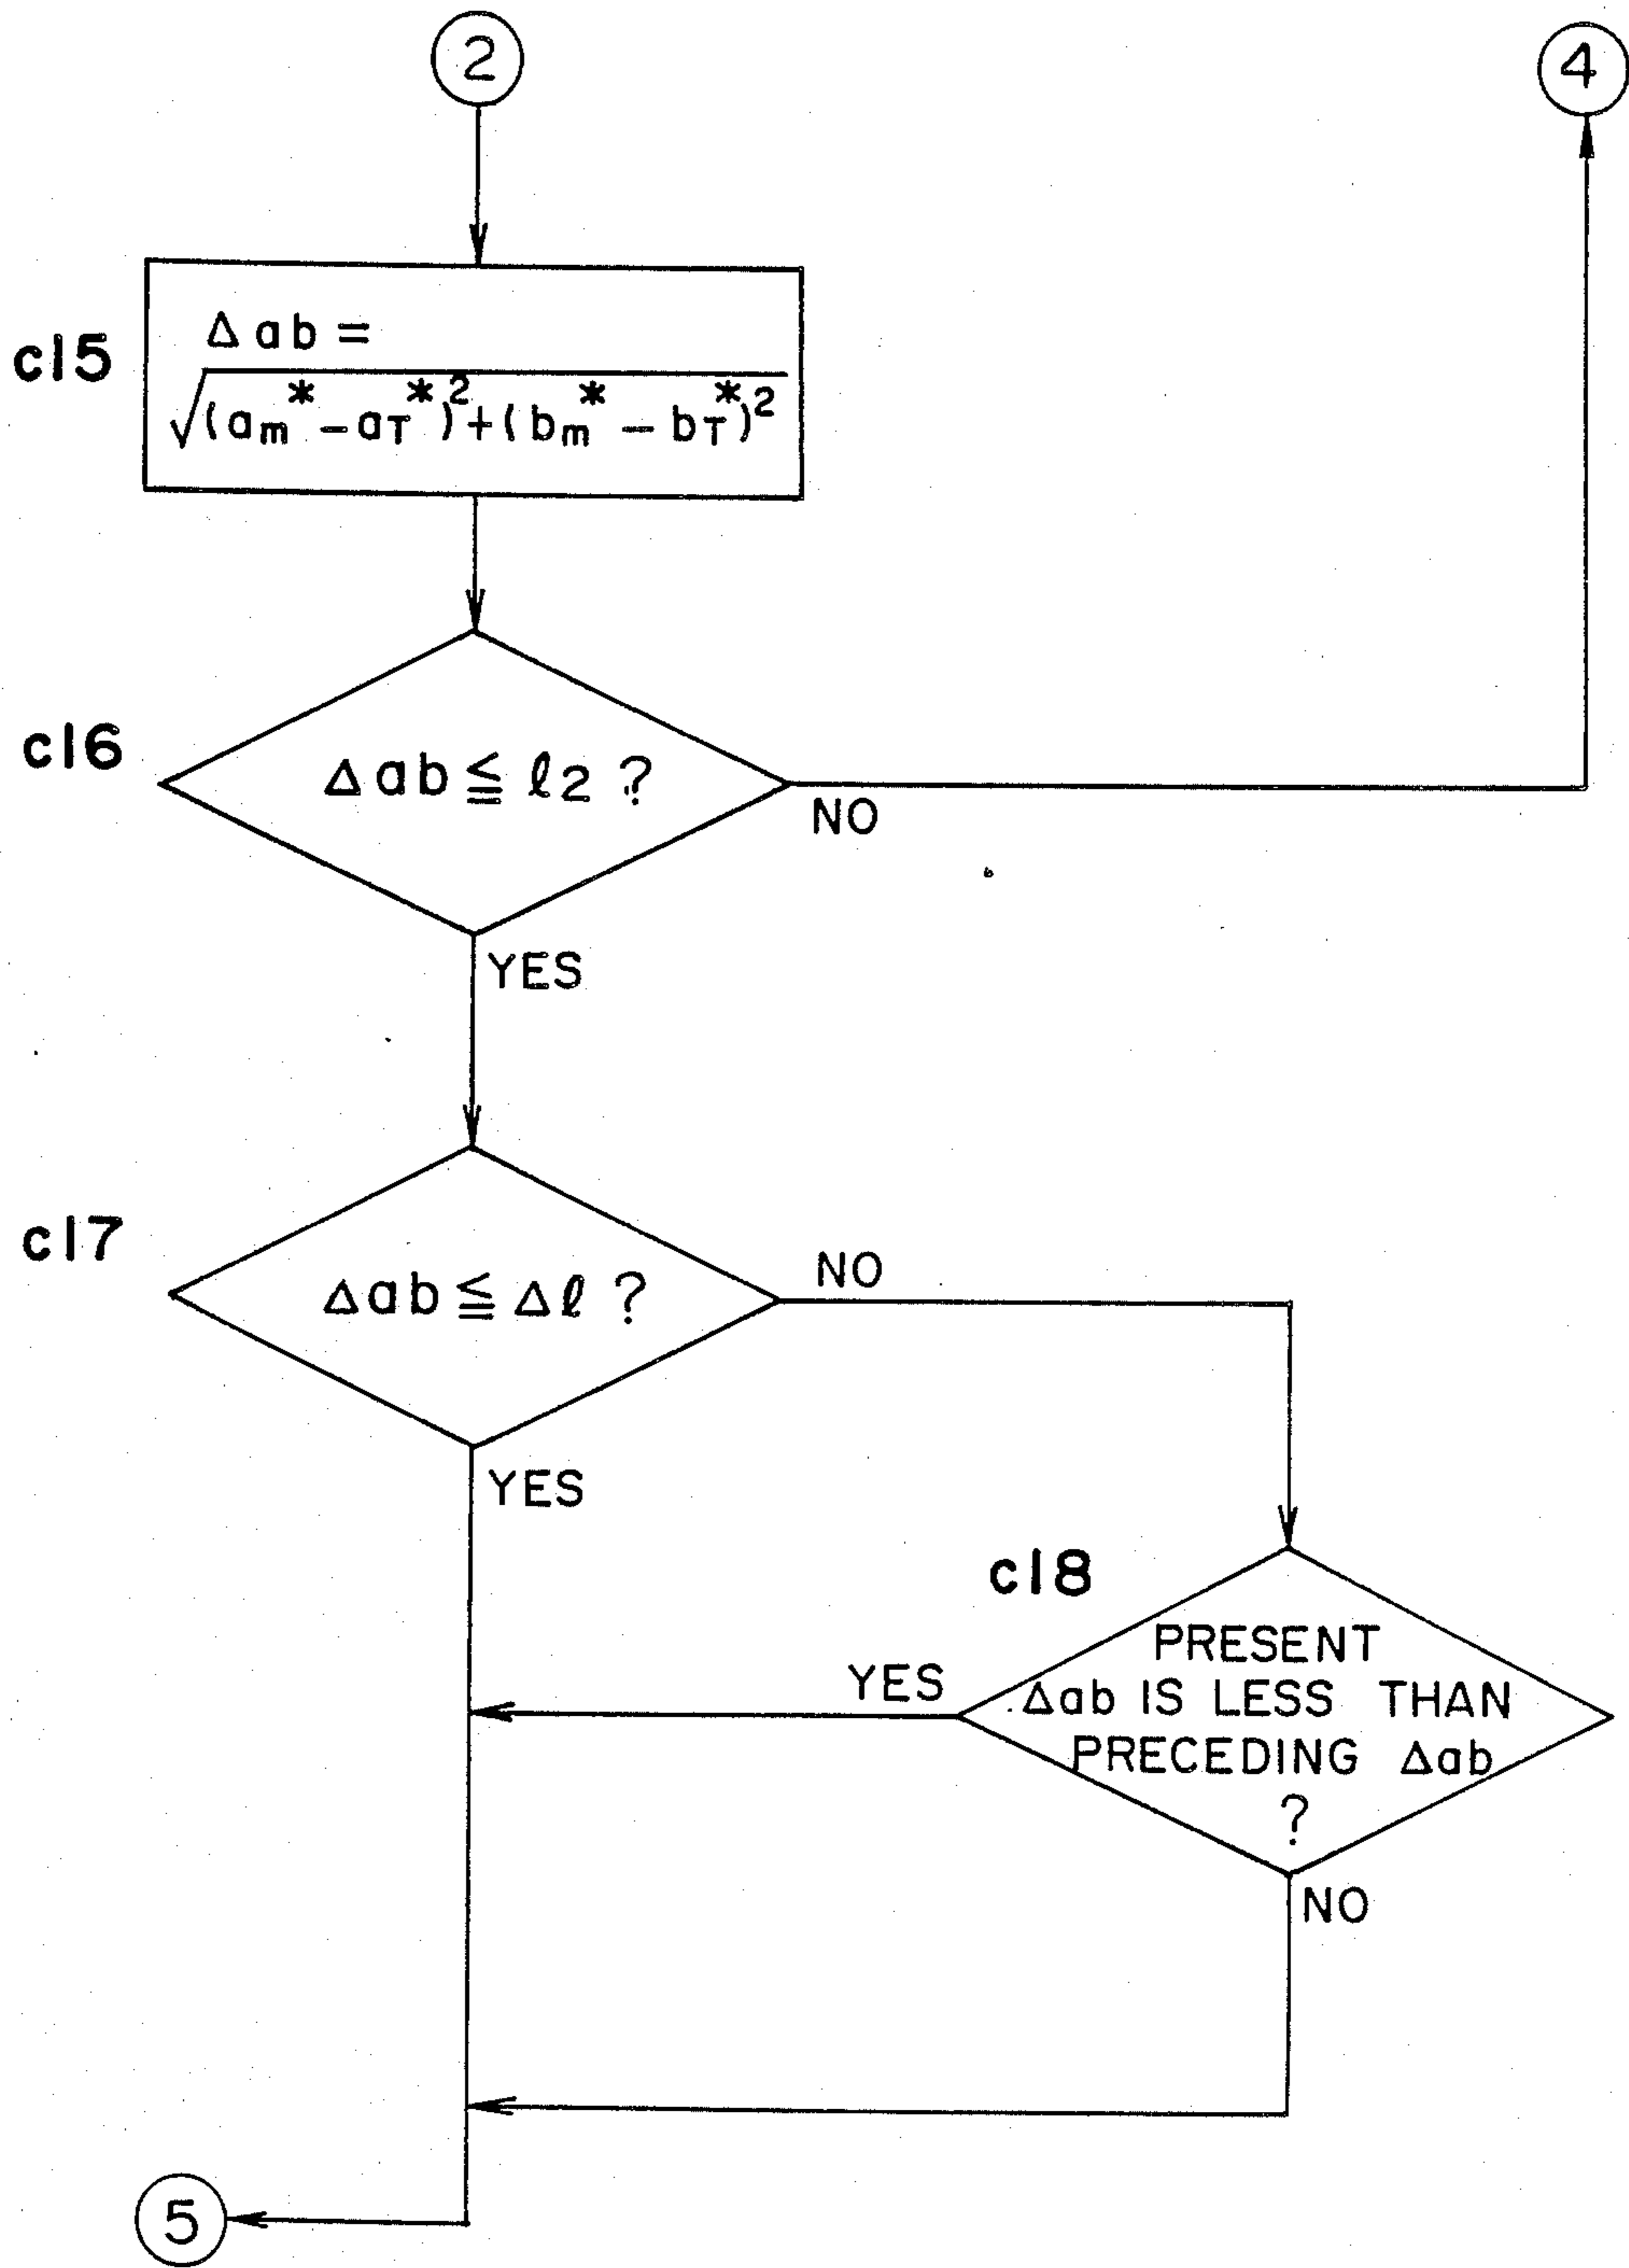 2
4
c15
Δab =
√(am* - aT*)² + (bm* - bT*)²
c16
Δab ≦ ℓ2 ?
NO
YES
c17
Δab ≦ Δℓ ?
NO
YES
c18
PRESENT
Δab IS LESS THAN
PRECEDING Δab
?
YES
NO
5